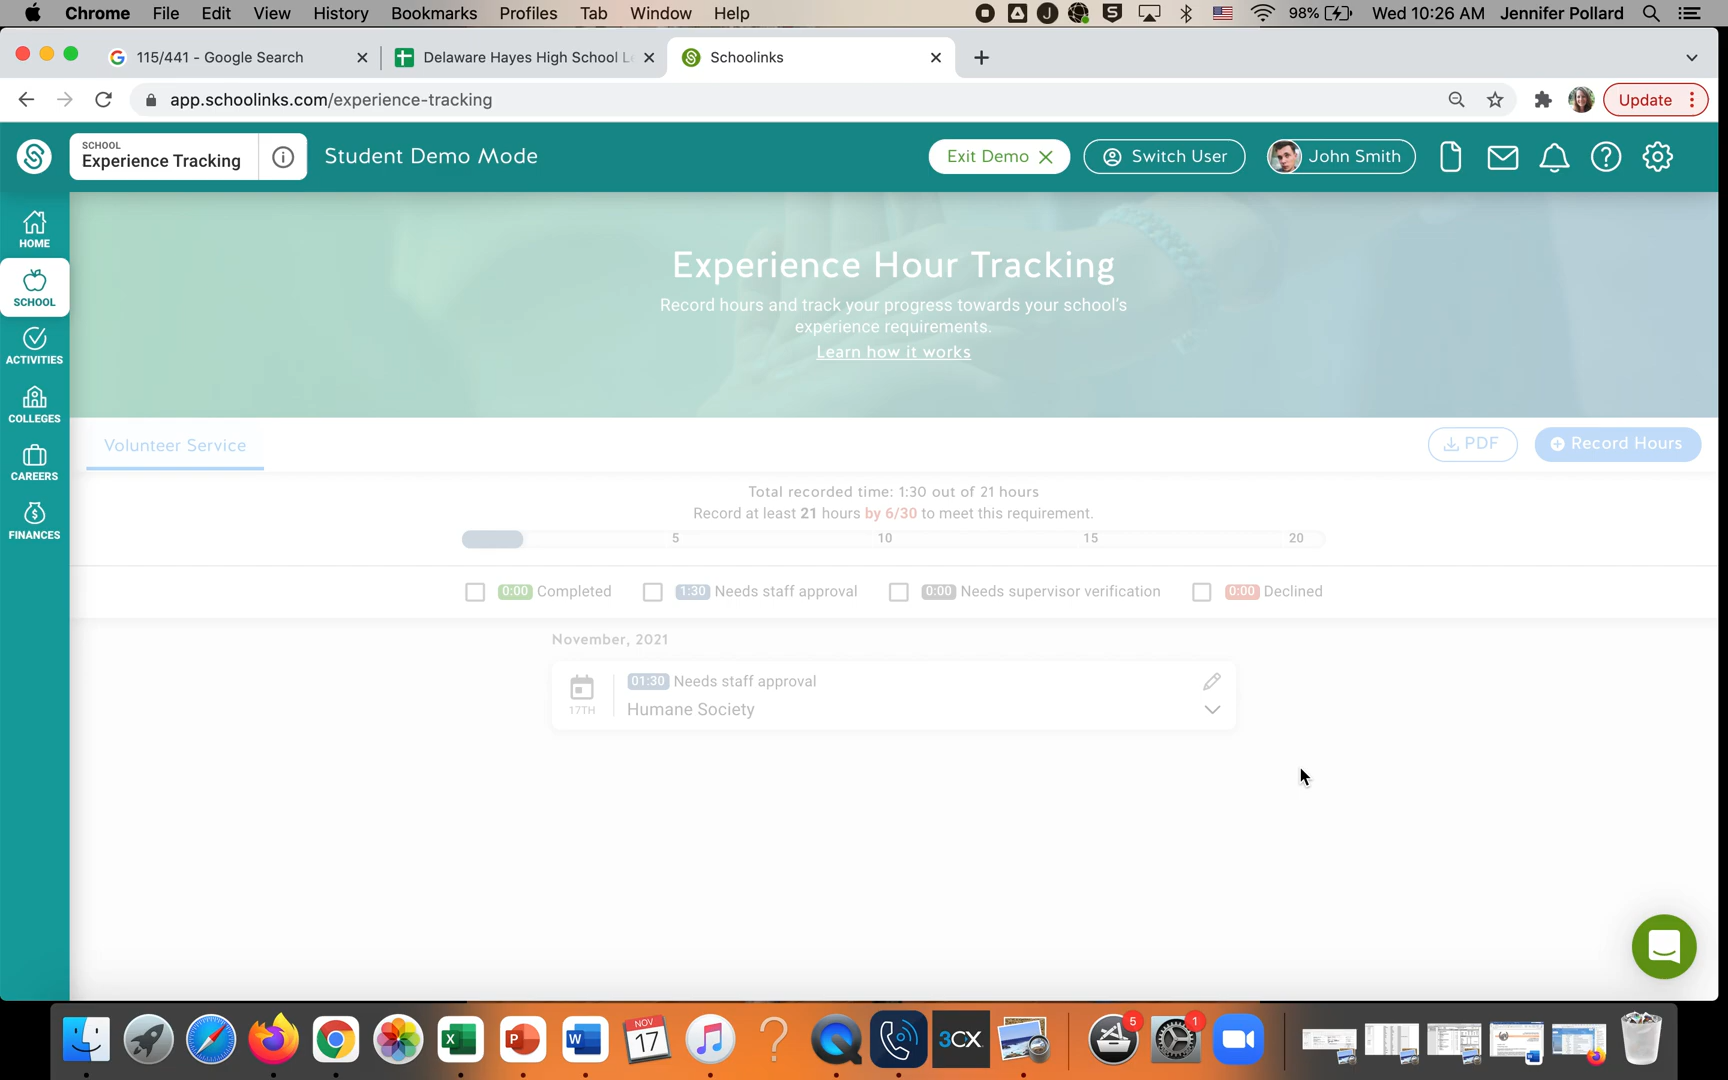 Chrome File Edit View History Bookmarks Profiles Tab Window Help 98% Wed 10:26 AM Jennifer Pollard
115/441 - Google Search Delaware Hayes High School Schoolinks
app.schoolinks.com/experience-tracking Update
SCHOOL
Experience Tracking Student Demo Mode Exit Demo Switch User John Smith
HOME
SCHOOL
ACTIVITIES
COLLEGES
CAREERS
FINANCES
Experience Hour Tracking
Record hours and track your progress towards your school's
experience requirements.
Learn how it works
Volunteer Service PDF Record Hours
Total recorded time: 1:30 out of 21 hours
Record at least 21 hours by 6/30 to meet this requirement.
5 10 15 20
0:00 Completed 1:30 Needs staff approval 0:00 Needs supervisor verification 0:00 Declined
November, 2021
01:30 Needs staff approval
17TH Humane Society
NOV
17
3CX
5
1